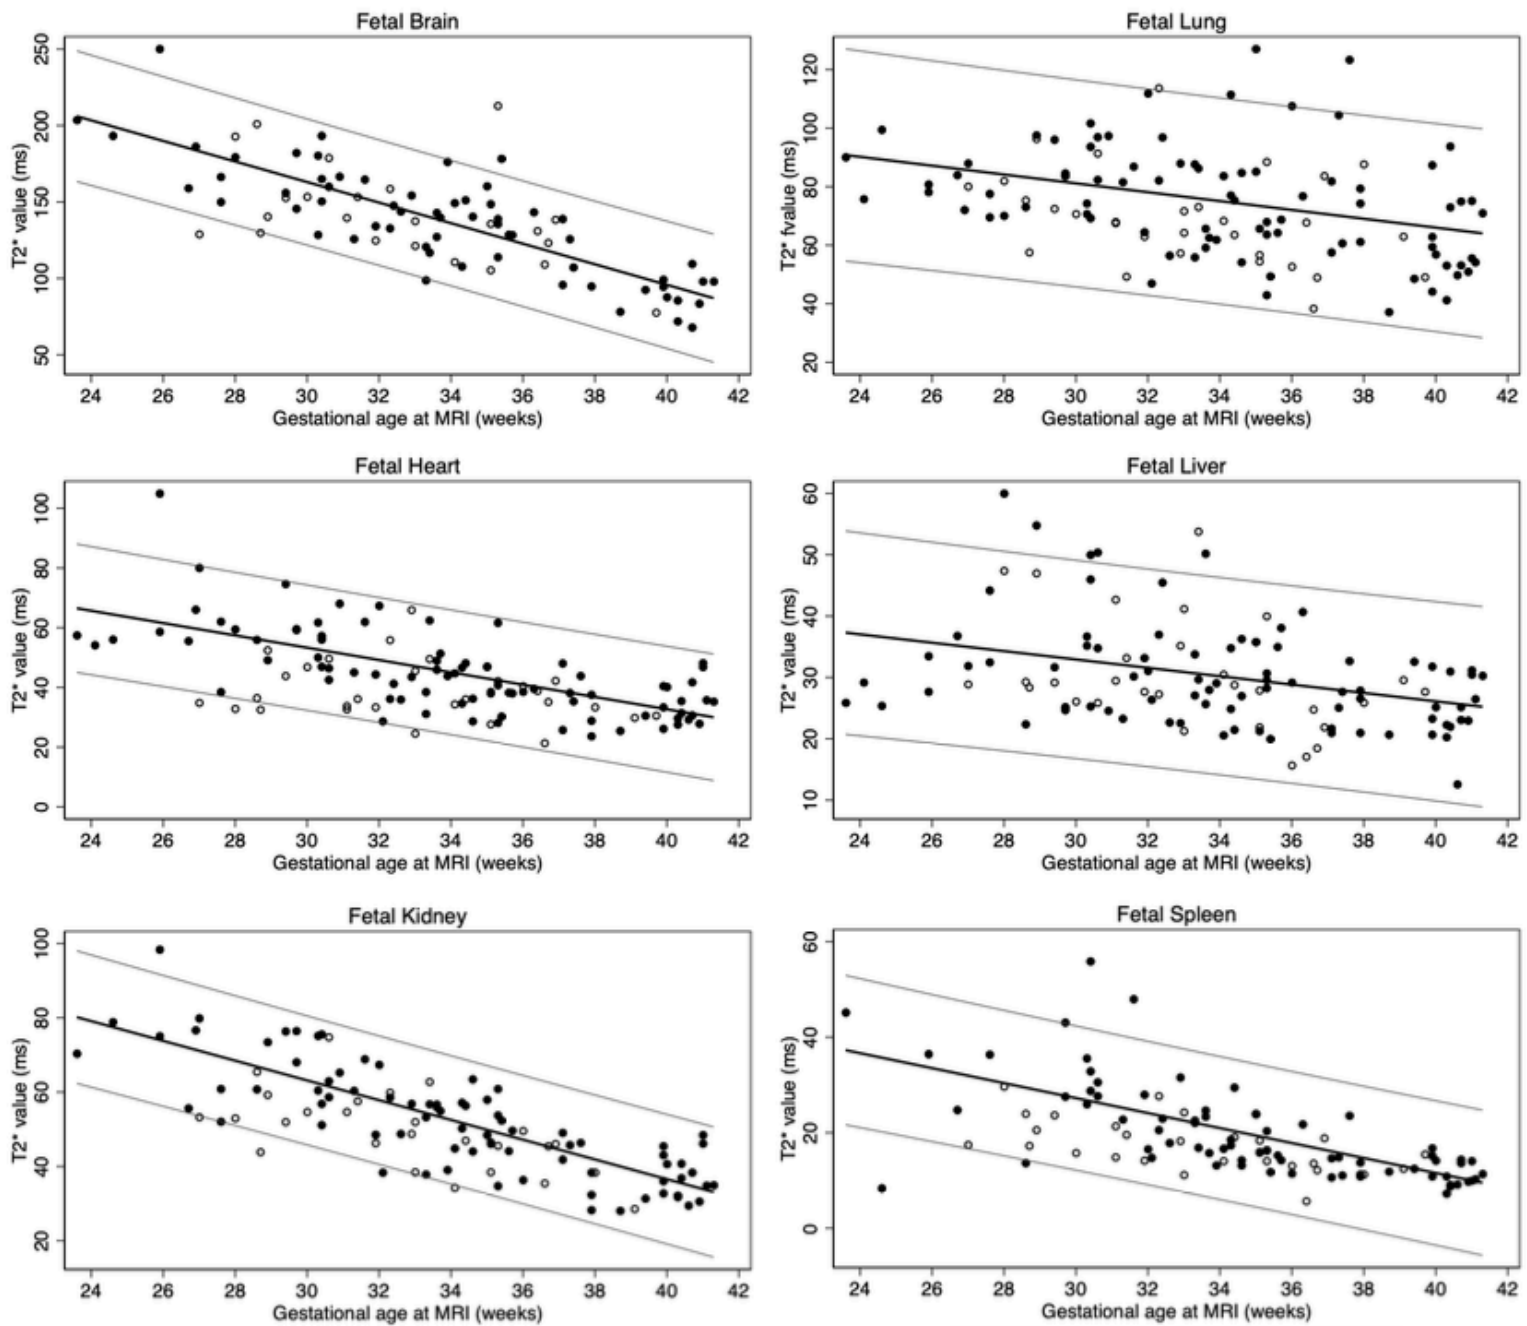 Fetal Brain
T2* value (ms)
250
200
150
100
50
24 26 28 30 32 34 36 38 40 42
Gestational age at MRI (weeks)
Fetal Lung
T2* fvalue (ms)
120
100
80
60
40
20
24 26 28 30 32 34 36 38 40 42
Gestational age at MRI (weeks)
Fetal Heart
T2* value (ms)
100
80
60
40
20
0
24 26 28 30 32 34 36 38 40 42
Gestational age at MRI (weeks)
Fetal Liver
T2* value (ms)
60
50
40
30
20
10
24 26 28 30 32 34 36 38 40 42
Gestational age at MRI (weeks)
Fetal Kidney
T2* value (ms)
100
80
60
40
20
24 26 28 30 32 34 36 38 40 42
Gestational age at MRI (weeks)
Fetal Spleen
T2* value (ms)
60
40
20
0
24 26 28 30 32 34 36 38 40 42
Gestational age at MRI (weeks)